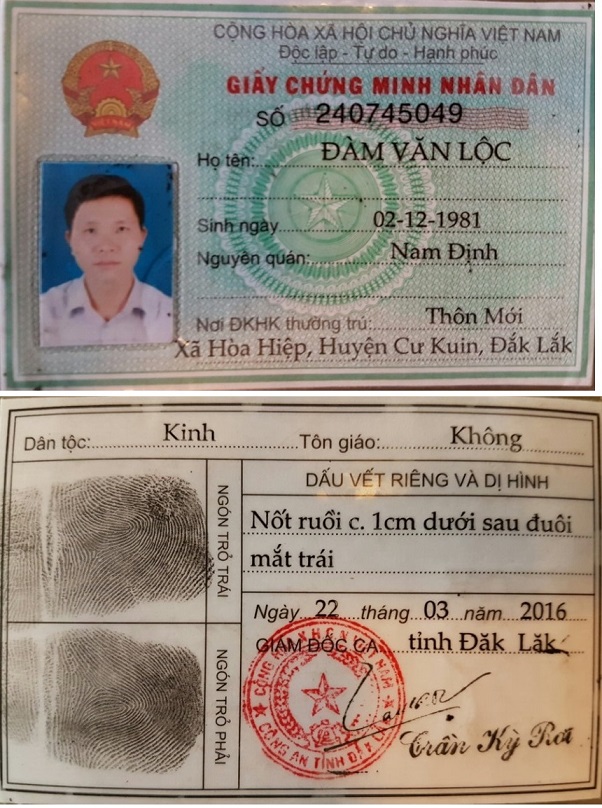 CỘNG HÒA XÃ HỘI CHỦ NGHĨA VIỆT NAM
Độc lập - Tự do - Hạnh phúc
GIẤY CHỨNG MINH NHÂN DÂN
SỐ 240745049
Họ tên: ĐÀM VĂN LỘC
Sinh ngày 02-12-1981
Nguyên quán: Nam Định
Nơi ĐKHK thường trú: Thôn Mới
Xã Hòa Hiệp, Huyện Cư Kuin, Đắk Lắk
Dân tộc: Kinh Tôn giáo: Không
NGÓN TRỎ TRÁI
NGÓN TRỎ PHẢI
DẤU VẾT RIÊNG VÀ DỊ HÌNH
Nốt ruồi c. 1cm dưới sau đuôi
mắt trái
Ngày 22 tháng 03 năm 2016
GIÁM ĐỐC CA tỉnh Đăk Lăk
CÔNG AN TỈNH ĐẮK LẮK
Trần Kỳ Rơi